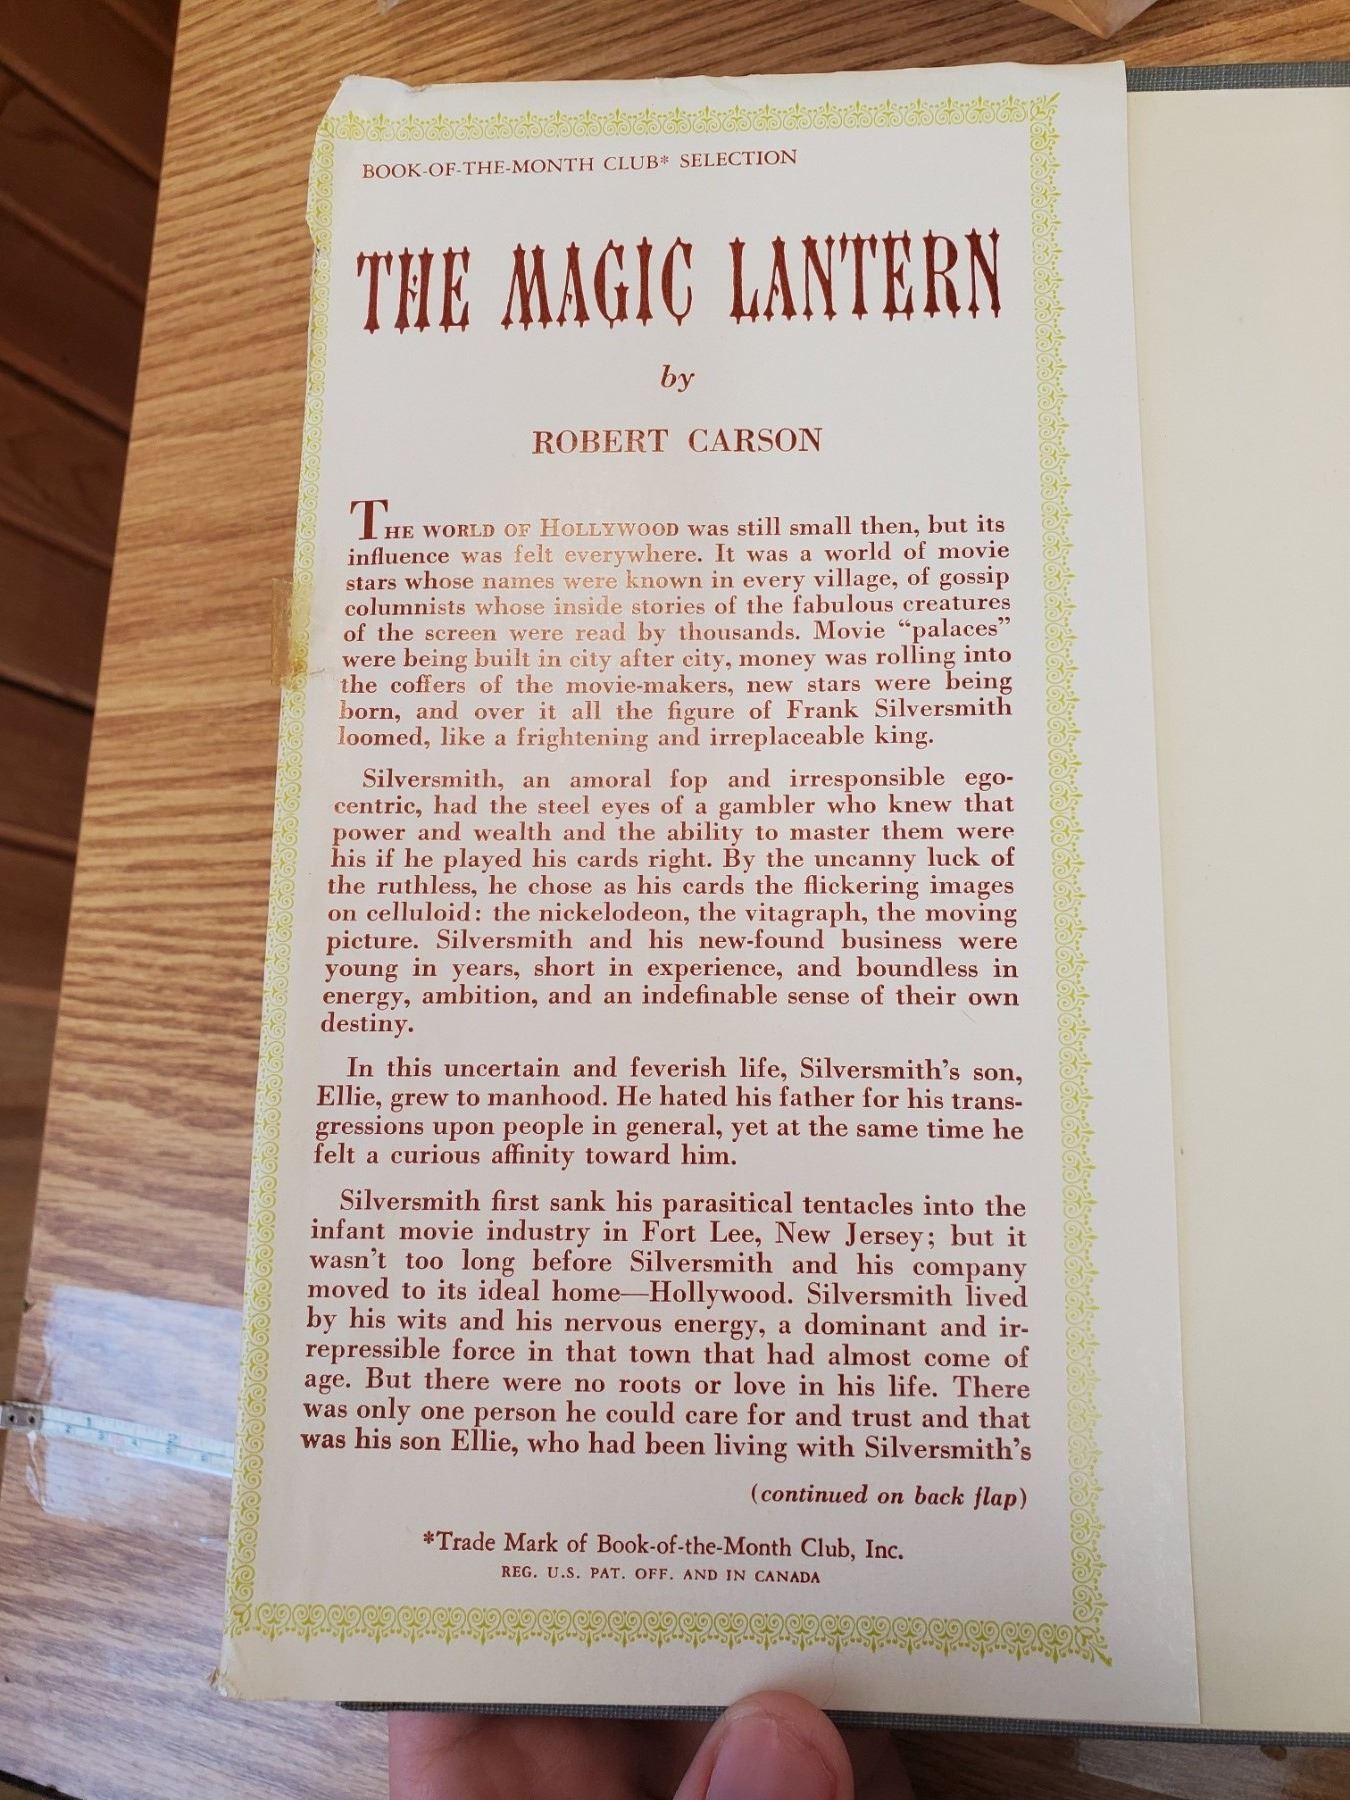 BOOK-OF-THE-MONTH CLUB* SELECTION
THE MAGIC LANTERN
by
ROBERT CARSON
THE WORLD OF HOLLYWOOD was still small then, but its
influence was felt everywhere. It was a world of movie
stars whose names were known in every village, of gossip
columnists whose inside stories of the fabulous creatures
of the screen were read by thousands. Movie “palaces”
were being built in city after city, money was rolling into
the coffers of the movie-makers, new stars were being
born, and over it all the figure of Frank Silversmith
loomed, like a frightening and irreplaceable king.
Silversmith, an amoral fop and irresponsible ego-
centric, had the steel eyes of a gambler who knew that
power and wealth and the ability to master them were
his if he played his cards right. By the uncanny luck of
the ruthless, he chose as his cards the flickering images
on celluloid: the nickelodeon, the vitagraph, the moving
picture. Silversmith and his new-found business were
young in years, short in experience, and boundless in
energy, ambition, and an indefinable sense of their own
destiny.
In this uncertain and feverish life, Silversmith's son,
Ellie, grew to manhood. He hated his father for his trans-
gressions upon people in general, yet at the same time he
felt a curious affinity toward him.
Silversmith first sank his parasitical tentacles into the
infant movie industry in Fort Lee, New Jersey; but it
wasn't too long before Silversmith and his company
moved to its ideal home—Hollywood. Silversmith lived
by his wits and his nervous energy, a dominant and ir-
repressible force in that town that had almost come of
age. But there were no roots or love in his life. There
was only one person he could care for and trust and that
was his son Ellie, who had been living with Silversmith's
(continued on back flap)
*Trade Mark of Book-of-the-Month Club, Inc.
REG. U.S. PAT. OFF. AND IN CANADA